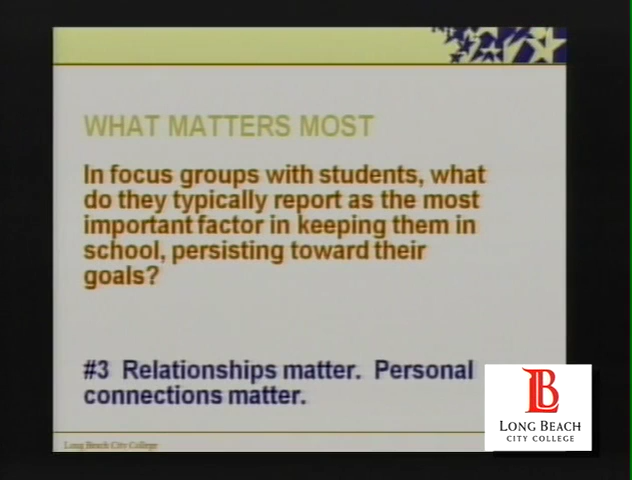 WHAT MATTERS MOST
In focus groups with students, what
do they typically report as the most
important factor in keeping them in
school, persisting toward their
goals?
#3 Relationships matter. Personal
connections matter.
Long Beach City College
LB
LONG BEACH
CITY COLLEGE